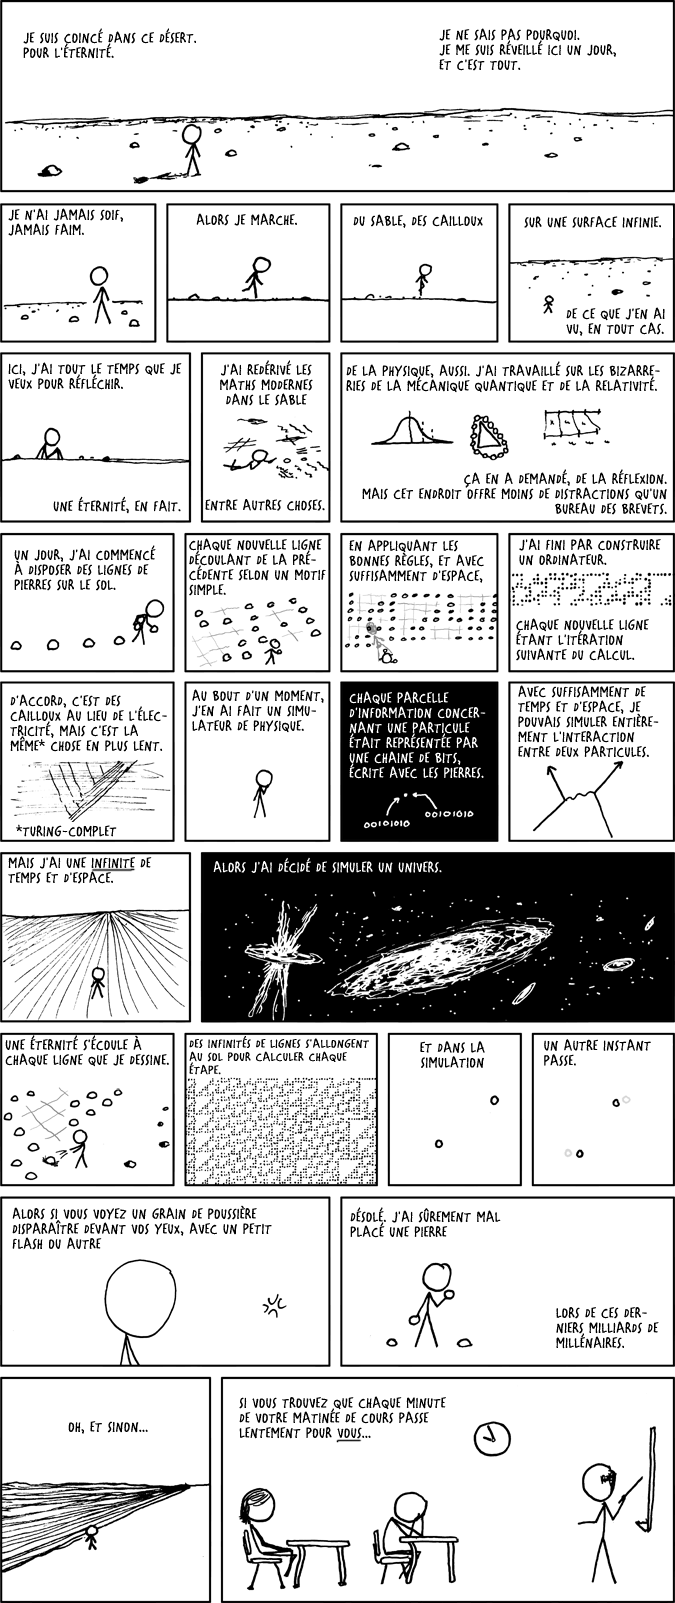 JE SUIS COINCÉ DANS CE DÉSERT.
POUR L'ÉTERNITÉ.
JE NE SAIS PAS POURQUOI.
JE ME SUIS RÉVEILLÉ ICI UN JOUR,
ET C'EST TOUT.
JE N'AI JAMAIS SOIF,
JAMAIS FAIM.
ALORS JE MARCHE.
DU SABLE, DES CAILLOUX
SUR UNE SURFACE INFINIE.
DE CE QUE J'EN AI
VU, EN TOUT CAS.
ICI, J'AI TOUT LE TEMPS QUE JE
VEUX POUR RÉFLÉCHIR.
UNE ÉTERNITÉ, EN FAIT.
J'AI REDÉRIVÉ LES
MATHS MODERNES
DANS LE SABLE
ENTRE AUTRES CHOSES.
DE LA PHYSIQUE, AUSSI. J'AI TRAVAILLÉ SUR LES BIZARRE-
RIES DE LA MÉCANIQUE QUANTIQUE ET DE LA RELATIVITÉ.
ÇA EN A DEMANDÉ, DE LA RÉFLEXION.
MAIS CET ENDROIT OFFRE MOINS DE DISTRACTIONS QU'UN
BUREAU DES BREVETS.
UN JOUR, J'AI COMMENCÉ
À DISPOSER DES LIGNES DE
PIERRES SUR LE SOL.
CHAQUE NOUVELLE LIGNE
DÉCOULANT DE LA PRÉ-
CÉDENTE SELON UN MOTIF
SIMPLE.
EN APPLIQUANT LES
BONNES RÈGLES, ET AVEC
SUFFISAMMENT D'ESPACE,
J'AI FINI PAR CONSTRUIRE
UN ORDINATEUR.
CHAQUE NOUVELLE LIGNE
ÉTANT L'ITÉRATION
SUIVANTE DU CALCUL.
D'ACCORD, C'EST DES
CAILLOUX AU LIEU DE L'ÉLEC-
TRICITÉ, MAIS C'EST LA
MÊME* CHOSE EN PLUS LENT.
*TURING-COMPLET
AU BOUT D'UN MOMENT,
J'EN AI FAIT UN SIMU-
LATEUR DE PHYSIQUE.
CHAQUE PARCELLE
D'INFORMATION CONCER-
NANT UNE PARTICULE
ÉTAIT REPRÉSENTÉE PAR
UNE CHAINE DE BITS,
ÉCRITE AVEC LES PIERRES.
00101010
00101010
AVEC SUFFISAMMENT DE
TEMPS ET D'ESPACE, JE
POUVAIS SIMULER ENTIÈRE-
MENT L'INTERACTION
ENTRE DEUX PARTICULES.
MAIS J'AI UNE INFINITÉ DE
TEMPS ET D'ESPACE.
ALORS J'AI DÉCIDÉ DE SIMULER UN UNIVERS.
UNE ÉTERNITÉ S'ÉCOULE À
CHAQUE LIGNE QUE JE DESSINE.
DES INFINITÉS DE LIGNES S'ALLONGENT
AU SOL POUR CALCULER CHAQUE
ÉTAPE.
ET DANS LA
SIMULATION
UN AUTRE INSTANT
PASSE.
ALORS SI VOUS VOYEZ UN GRAIN DE POUSSIÈRE
DISPARAÎTRE DEVANT VOS YEUX, AVEC UN PETIT
FLASH OU AUTRE
DÉSOLÉ. J'AI SÛREMENT MAL
PLACÉ UNE PIERRE
LORS DE CES DER-
NIERS MILLIARDS DE
MILLÉNAIRES.
OH, ET SINON...
SI VOUS TROUVEZ QUE CHAQUE MINUTE
DE VOTRE MATINÉE DE COURS PASSE
LENTEMENT POUR VOUS...